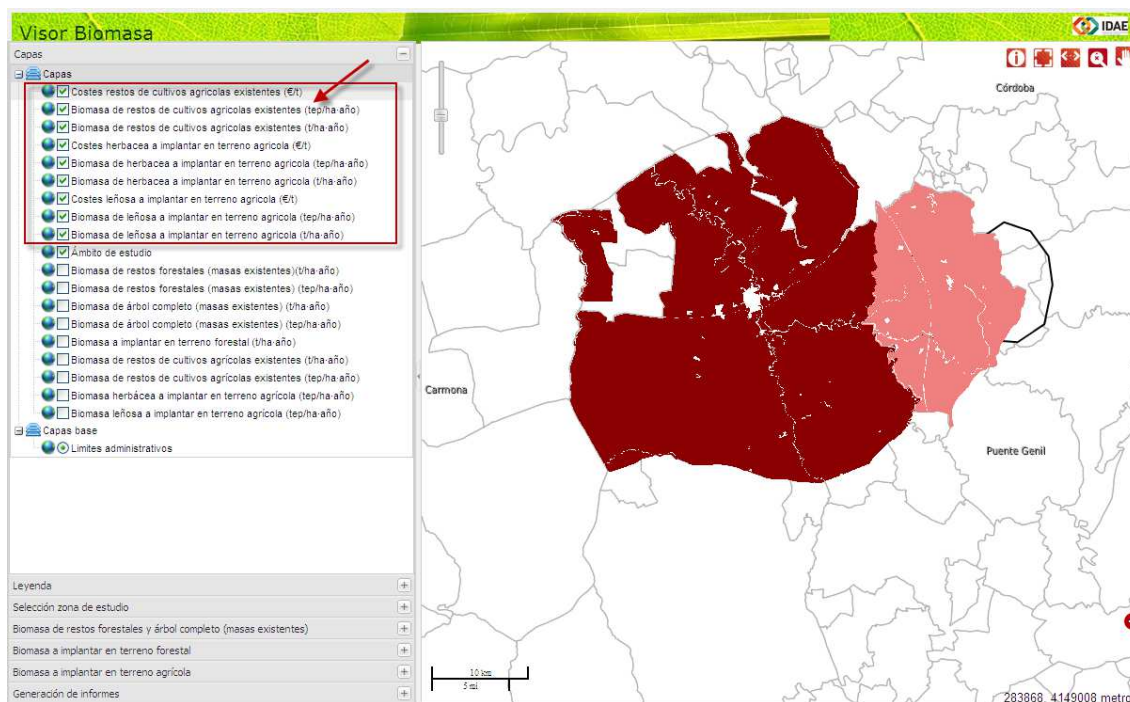 Visor Biomasa
IDAE
Capas
Capas
Costes restos de cultivos agricolas existentes (€/t)
Biomasa de restos de cultivos agricolas existentes (tep/ha·año)
Biomasa de restos de cultivos agricolas existentes (t/ha·año)
Costes herbacea a implantar en terreno agricola (€/t)
Biomasa de herbacea a implantar en terreno agricola (tep/ha·año)
Biomasa de herbacea a implantar en terreno agricola (t/ha·año)
Costes leñosa a implantar en terreno agricola (€/t)
Biomasa de leñosa a implantar en terreno agricola (tep/ha·año)
Biomasa de leñosa a implantar en terreno agricola (t/ha·año)
Ámbito de estudio
Biomasa de restos forestales (masas existentes)(t/ha·año)
Biomasa de restos forestales (masas existentes) (tep/ha·año)
Biomasa de árbol completo (masas existentes) (t/ha·año)
Biomasa de árbol completo (masas existentes) (tep/ha·año)
Biomasa a implantar en terreno forestal (t/ha·año)
Biomasa de restos de cultivos agrícolas existentes (t/ha·año)
Biomasa de restos de cultivos agrícolas existentes (tep/ha·año)
Biomasa herbácea a implantar en terreno agrícola (tep/ha·año)
Biomasa leñosa a implantar en terreno agrícola (tep/ha·año)
Capas base
Limites administrativos
Leyenda
Selección zona de estudio
Biomasa de restos forestales y árbol completo (masas existentes)
Biomasa a implantar en terreno forestal
Biomasa a implantar en terreno agrícola
Generación de informes
Córdoba
Carmona
Puente Genil
10 km
5 mi
283868, 4149008 metro